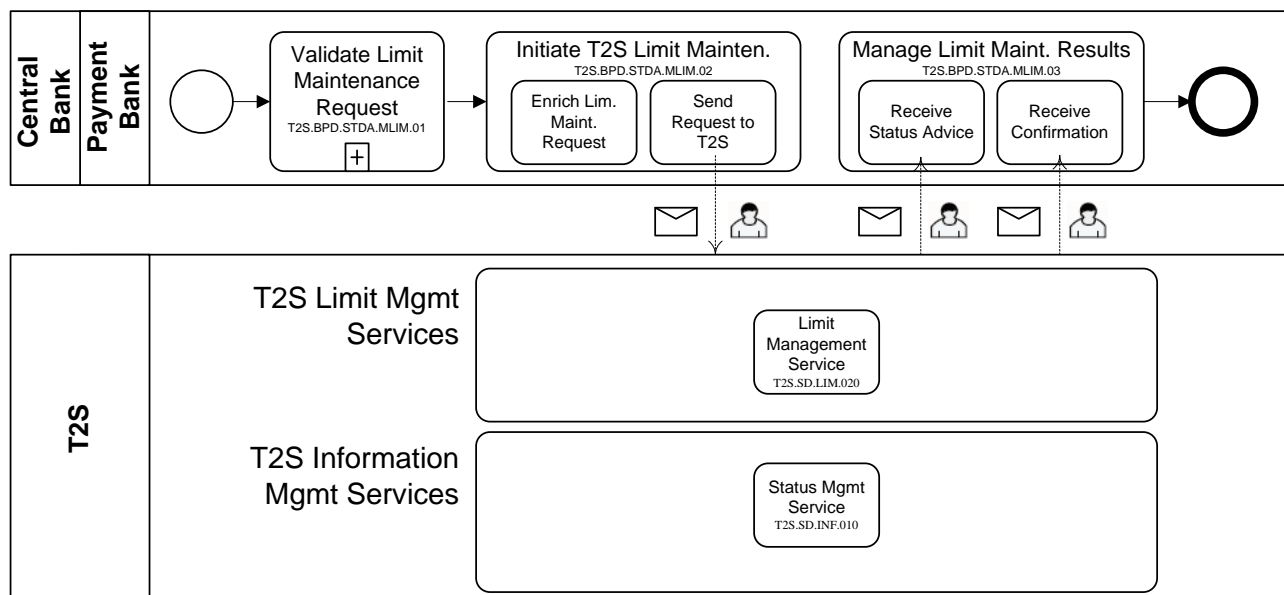 Central
Bank
Payment
Bank
Validate Limit
Maintenance
Request
T2S.BPD.STDA.MLIM.01
+
Initiate T2S Limit Mainten.
T2S.BPD.STDA.MLIM.02
Enrich Lim.
Maint.
Request
Send
Request to
T2S
Manage Limit Maint. Results
T2S.BPD.STDA.MLIM.03
Receive
Status Advice
Receive
Confirmation
T2S
T2S Limit Mgmt
Services
Limit
Management
Service
T2S.SD.LIM.020
T2S Information
Mgmt Services
Status Mgmt
Service
T2S.SD.INF.010